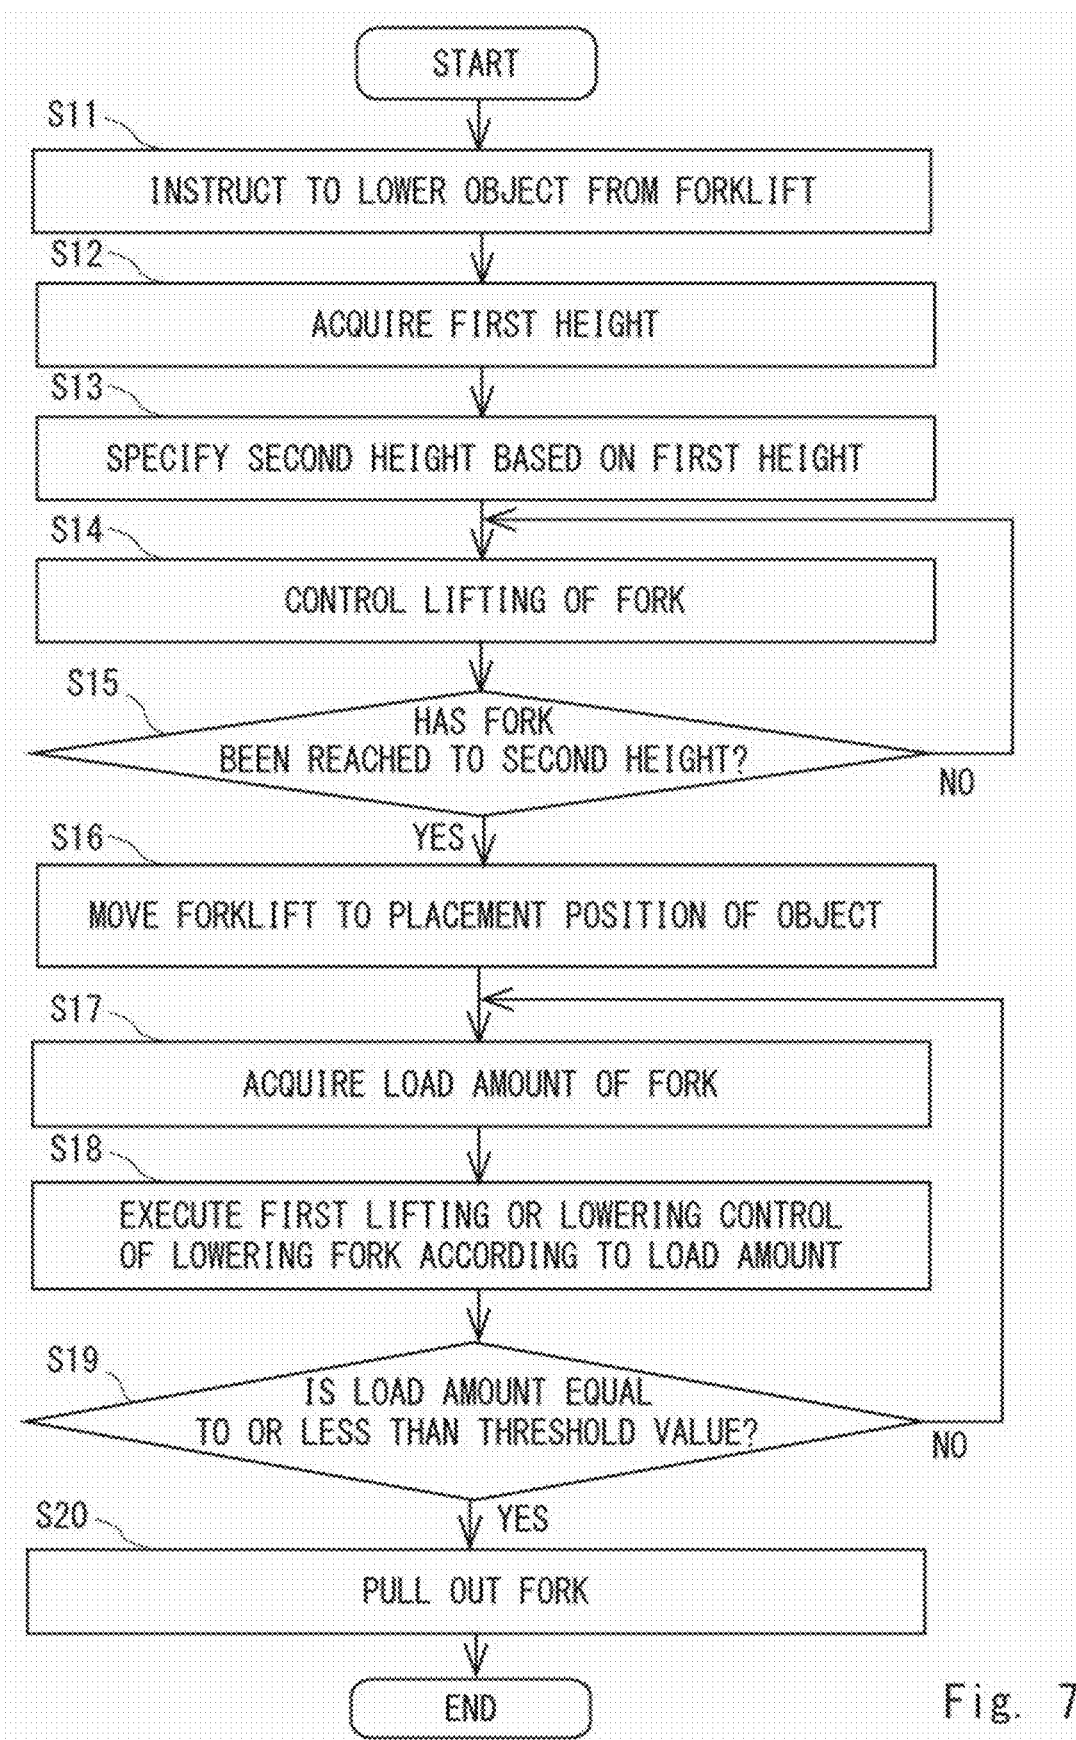 START
S11
INSTRUCT TO LOWER OBJECT FROM FORKLIFT
S12
ACQUIRE FIRST HEIGHT
S13
SPECIFY SECOND HEIGHT BASED ON FIRST HEIGHT
S14
CONTROL LIFTING OF FORK
S15
HAS FORK
BEEN REACHED TO SECOND HEIGHT?
NO
YES
S16
MOVE FORKLIFT TO PLACEMENT POSITION OF OBJECT
S17
ACQUIRE LOAD AMOUNT OF FORK
S18
EXECUTE FIRST LIFTING OR LOWERING CONTROL
OF LOWERING FORK ACCORDING TO LOAD AMOUNT
S19
IS LOAD AMOUNT EQUAL
TO OR LESS THAN THRESHOLD VALUE?
NO
YES
S20
PULL OUT FORK
END
Fig. 7